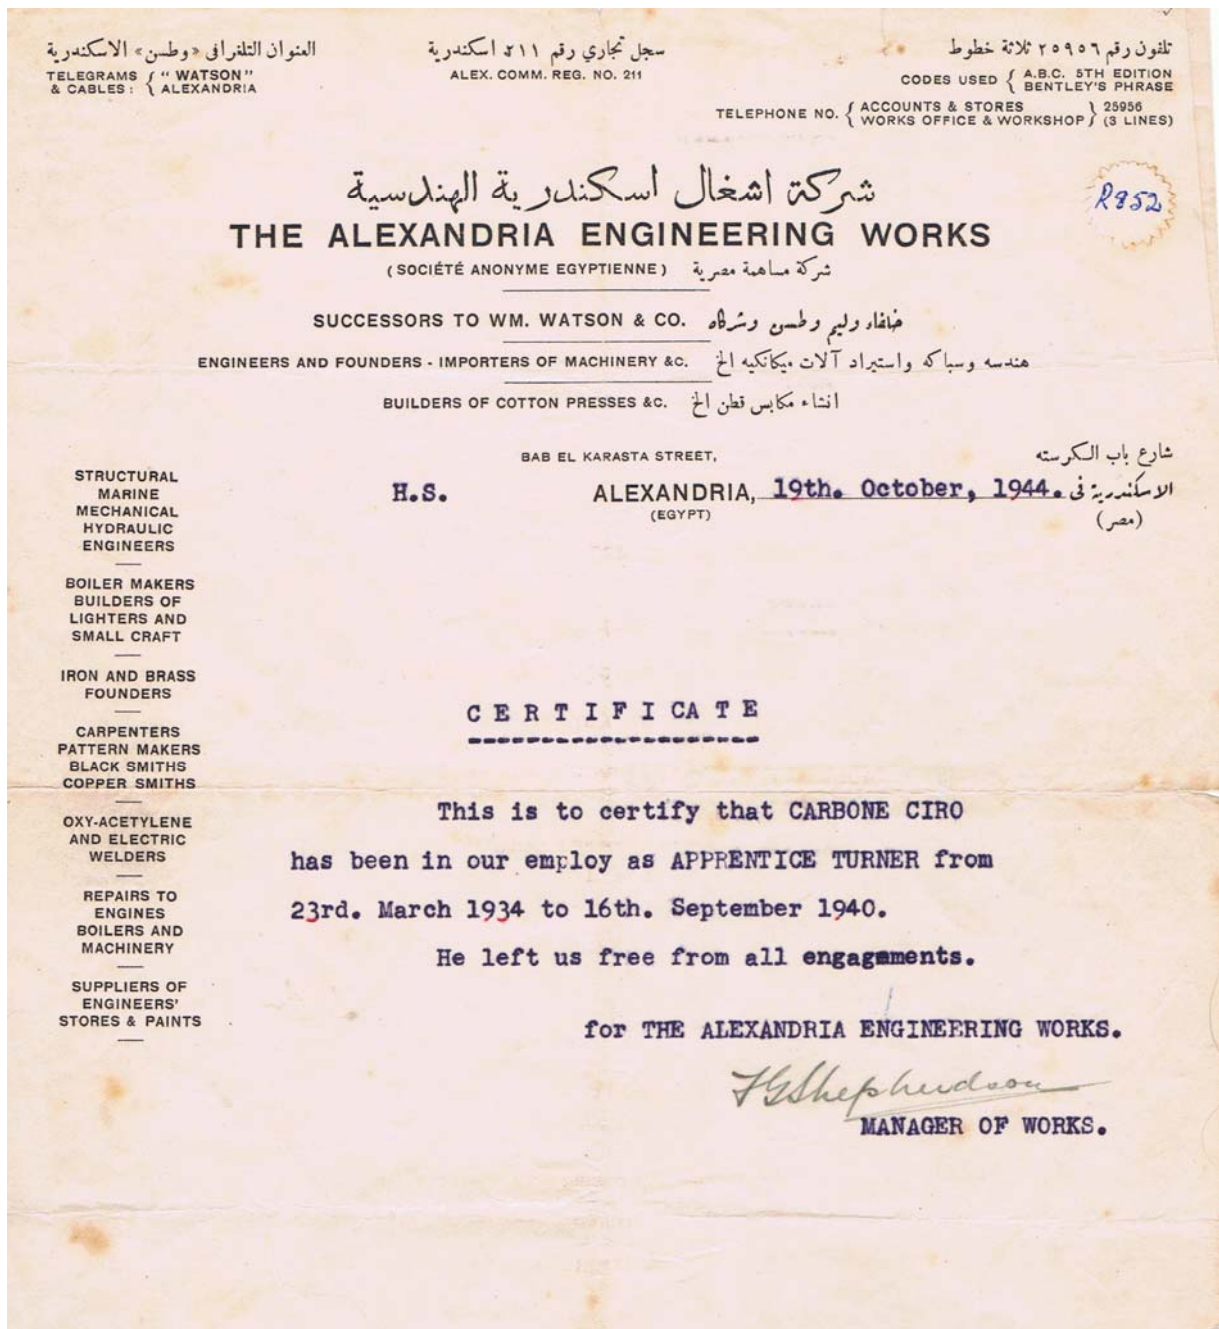 العنوان التلغرافى «وطسن» الاسكندرية
TELEGRAMS & CABLES: { "WATSON" ALEXANDRIA
سجل تجاري رقم ٢١١ اسكندرية
ALEX. COMM. REG. NO. 211
تلفون رقم ٢٥٩٥٦ ثلاثة خطوط
CODES USED { A.B.C. 5TH EDITION
BENTLEY'S PHRASE
TELEPHONE NO. { ACCOUNTS & STORES
WORKS OFFICE & WORKSHOP } 25956
(3 LINES)
شركة اشغال اسكندرية الهندسية
R852
THE ALEXANDRIA ENGINEERING WORKS
(SOCIÉTÉ ANONYME EGYPTIENNE) شركة مساهمة مصرية
SUCCESSORS TO WM. WATSON & CO. خلفاء وليم وطسن وشركاه
ENGINEERS AND FOUNDERS - IMPORTERS OF MACHINERY &C. هندسه وسباكه واستيراد آلات ميكانكيه الخ
BUILDERS OF COTTON PRESSES &C. انشاء مكابس قطن الخ
BAB EL KARASTA STREET, شارع باب الكرسته
H.S. ALEXANDRIA, 19th. October, 1944. الاسكندرية فى
(EGYPT) (مصر)
STRUCTURAL
MARINE
MECHANICAL
HYDRAULIC
ENGINEERS
BOILER MAKERS
BUILDERS OF
LIGHTERS AND
SMALL CRAFT
IRON AND BRASS
FOUNDERS
CARPENTERS
PATTERN MAKERS
BLACK SMITHS
COPPER SMITHS
OXY-ACETYLENE
AND ELECTRIC
WELDERS
REPAIRS TO
ENGINES
BOILERS AND
MACHINERY
SUPPLIERS OF
ENGINEERS'
STORES & PAINTS
CERTIFICATE
This is to certify that CARBONE CIRO
has been in our employ as APPRENTICE TURNER from
23rd. March 1934 to 16th. September 1940.
He left us free from all engagements.
for THE ALEXANDRIA ENGINEERING WORKS.
FGShepherdson
MANAGER OF WORKS.